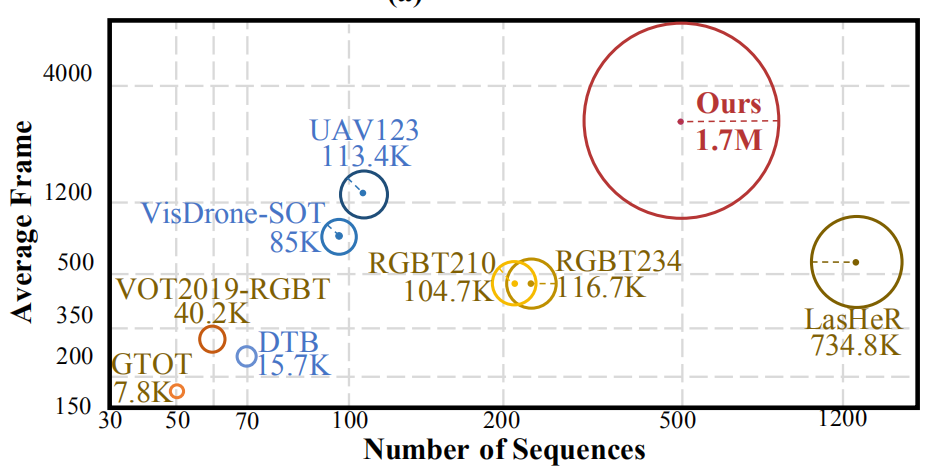 (a)
4000
Ours
1.7M
UAV123
113.4K
1200
VisDrone-SOT
85K
RGBT210
104.7K
RGBT234
116.7K
500
VOT2019-RGBT
40.2K
350
LasHeR
734.8K
DTB
15.7K
200
GTOT
7.8K
150
30 50 70 100 200 500 1200
Average Frame
Number of Sequences